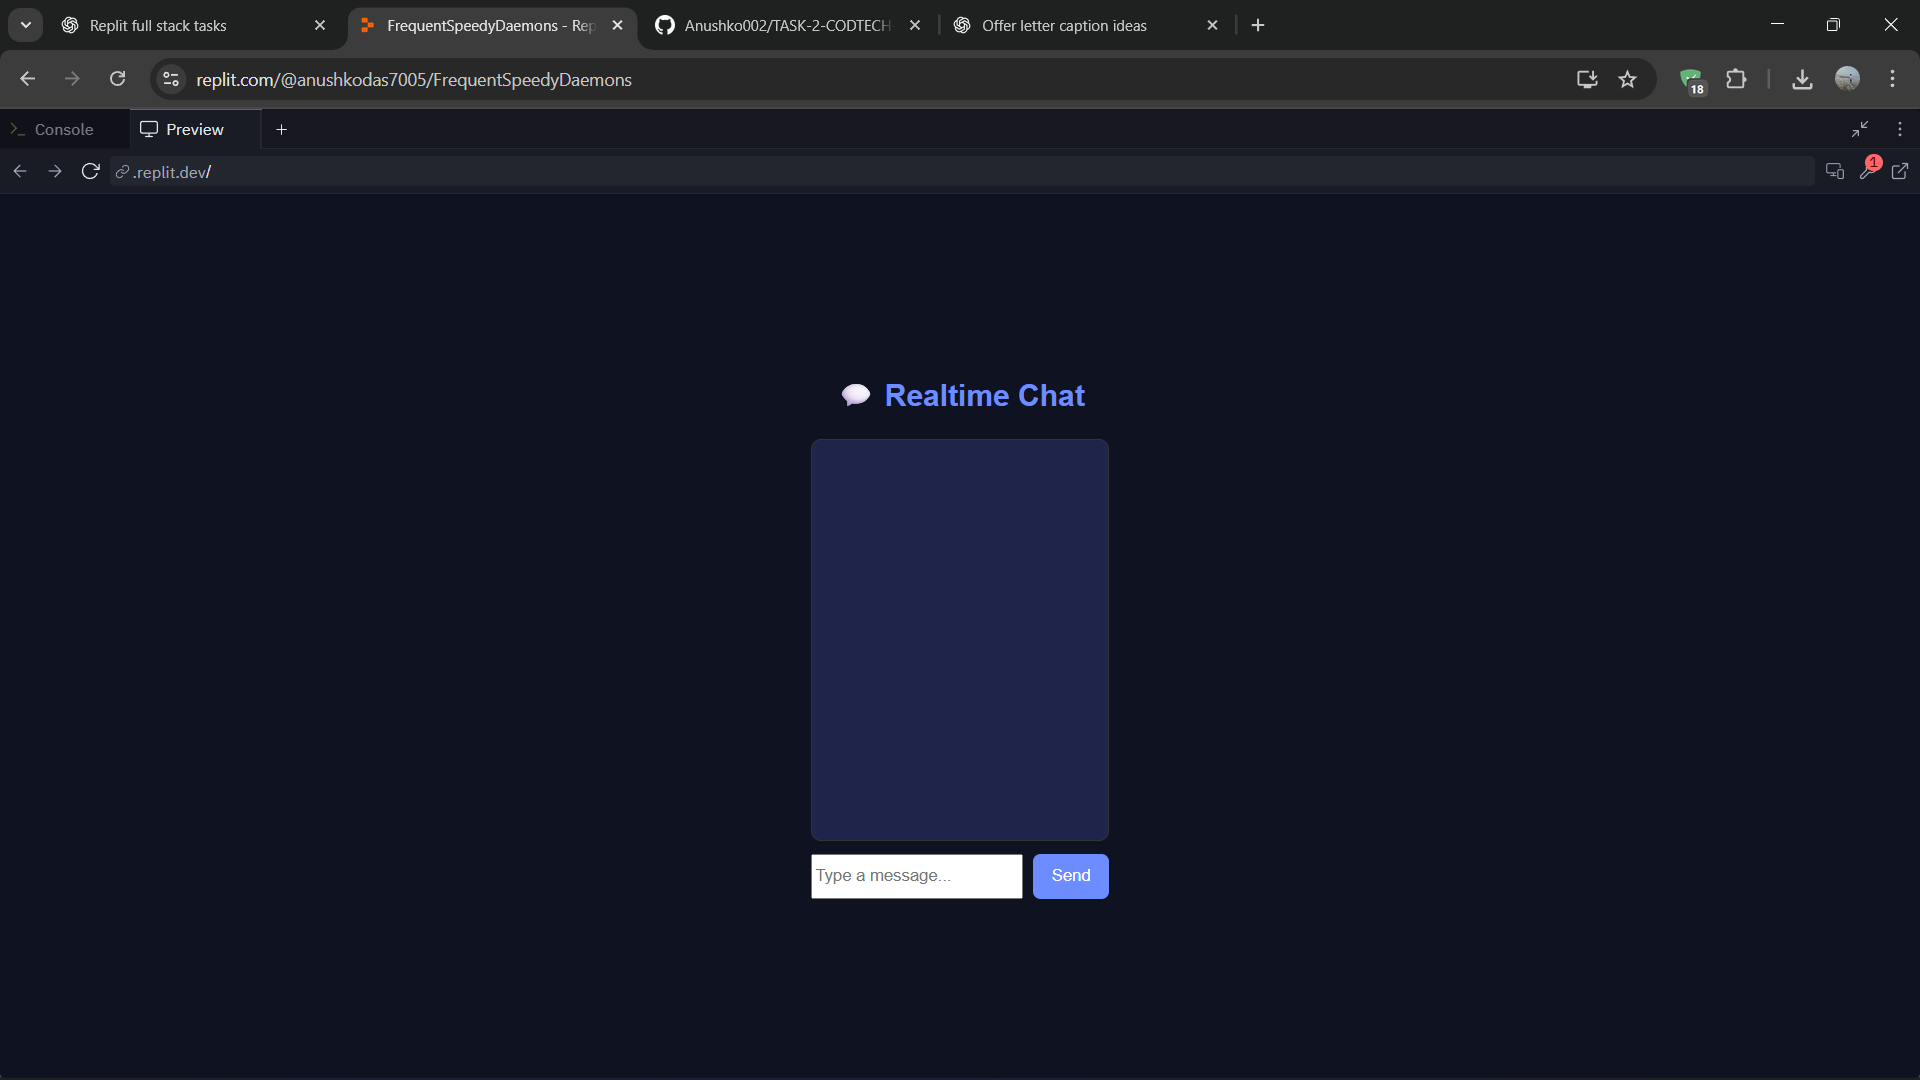 Replit full stack tasks
FrequentSpeedyDaemons - Rep
Anushko002/TASK-2-CODTECH
Offer letter caption ideas
replit.com/@anushkodas7005/FrequentSpeedyDaemons
18
Console
Preview
.replit.dev/
1
Realtime Chat
Type a message...
Send